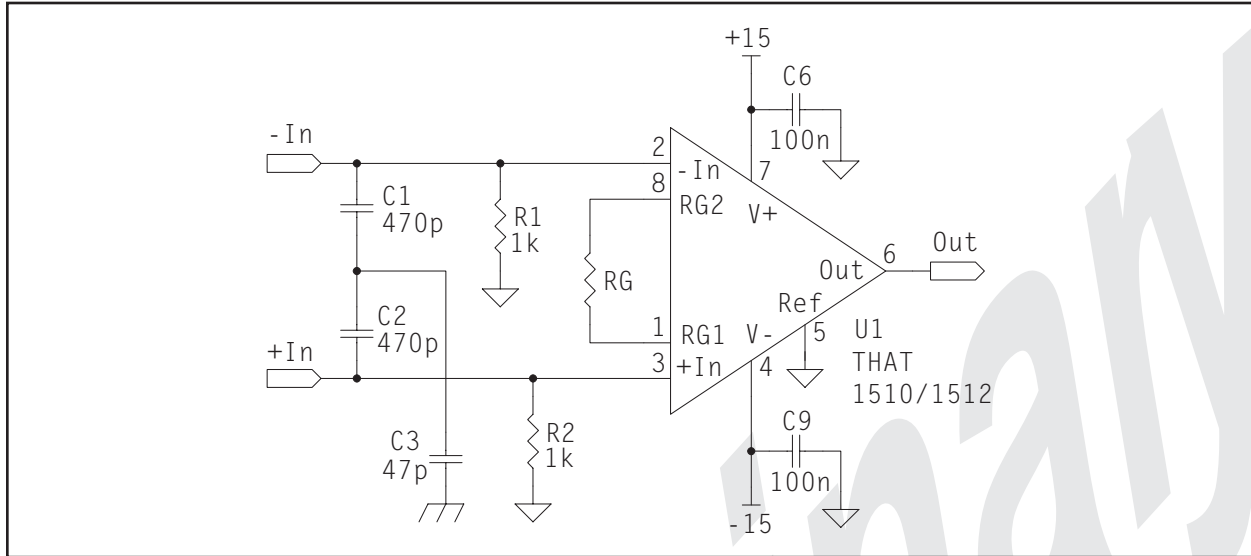 +15
C6
100n
-In
2
-In
7
8
RG2
V+
C1
470p
R1
1k
RG
Out
6
Out
Ref
5
U1
THAT
1510/1512
C2
470p
1
RG1
V-
+In
3
+In
4
R2
1k
C3
47p
C9
100n
-15